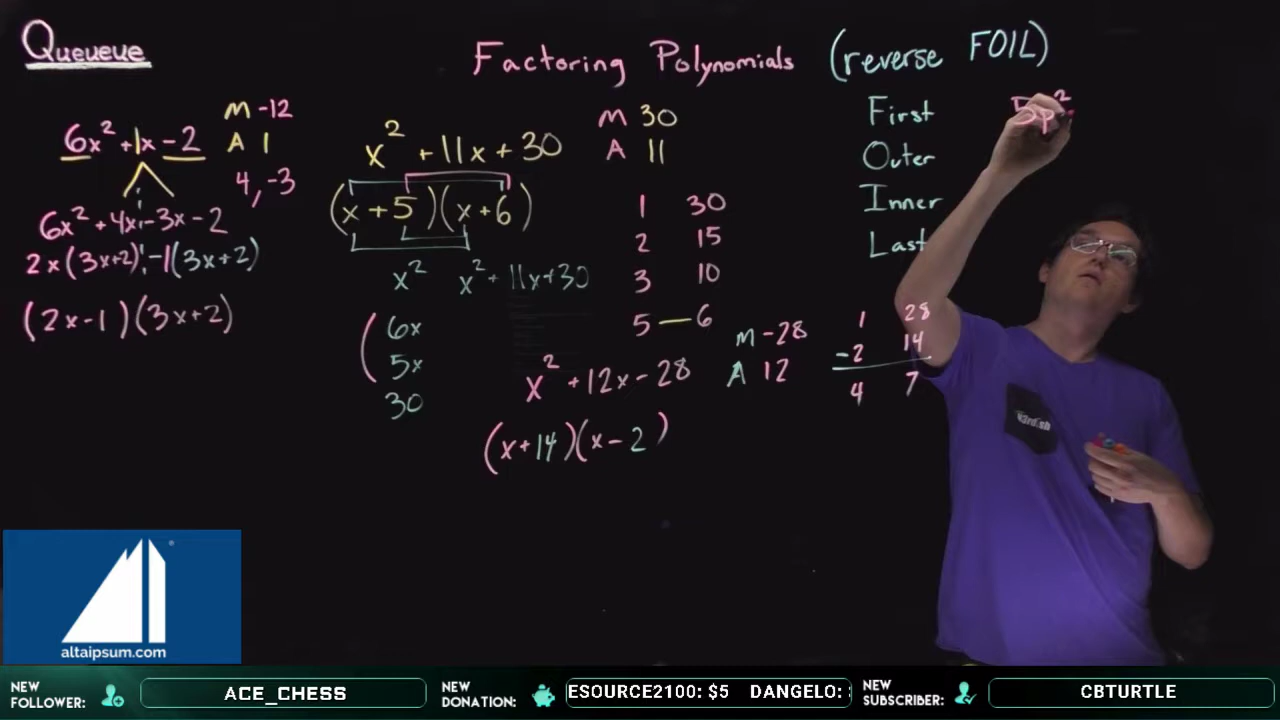 Queueue
Factoring Polynomials (reverse FOIL)
6x² +1x -2
M -12
A 1
4, -3
6x² +4x -3x -2
2x(3x+2) -1(3x+2)
(2x-1)(3x+2)
x² +11x+30
M 30
A 11
(x+5)(x+6)
1 30
2 15
3 10
5 — 6
x²
x² + 11x+30
6x
5x
30
x² +12x-28
M -28
A 12
1 28
-2 14
4 7
(x+14)(x-2)
First
Outer
Inner
Last
5p²
altaipsum.com
NEW FOLLOWER:
ACE_CHESS
NEW DONATION:
ESOURCE2100: $5 DANGELO:
NEW SUBSCRIBER:
CBTURTLE